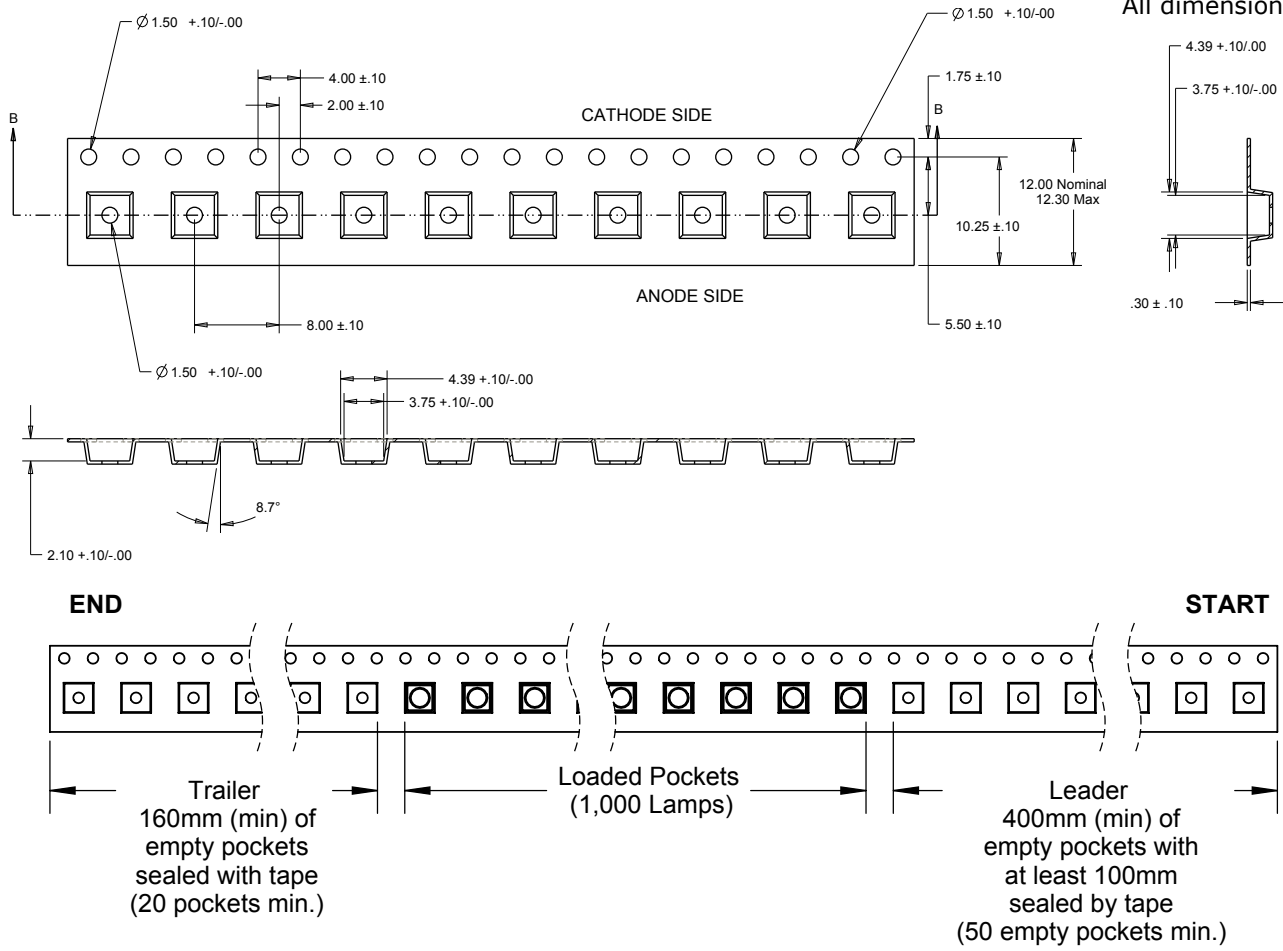 All dimension
Ø 1.50 +.10/-.00
Ø 1.50 +.10/-00
4.39 +.10/.00
4.00 ±.10
1.75 ±.10
3.75 +.10/-.00
2.00 ±.10
B
CATHODE SIDE
B
12.00 Nominal
12.30 Max
10.25 ±.10
ANODE SIDE
.30 ± .10
8.00 ±.10
5.50 ±.10
Ø 1.50 +.10/-.00
4.39 +.10/-.00
3.75 +.10/-.00
8.7°
2.10 +.10/-.00
END
START
Trailer
160mm (min) of
empty pockets
sealed with tape
(20 pockets min.)
Loaded Pockets
(1,000 Lamps)
Leader
400mm (min) of
empty pockets with
at least 100mm
sealed by tape
(50 empty pockets min.)